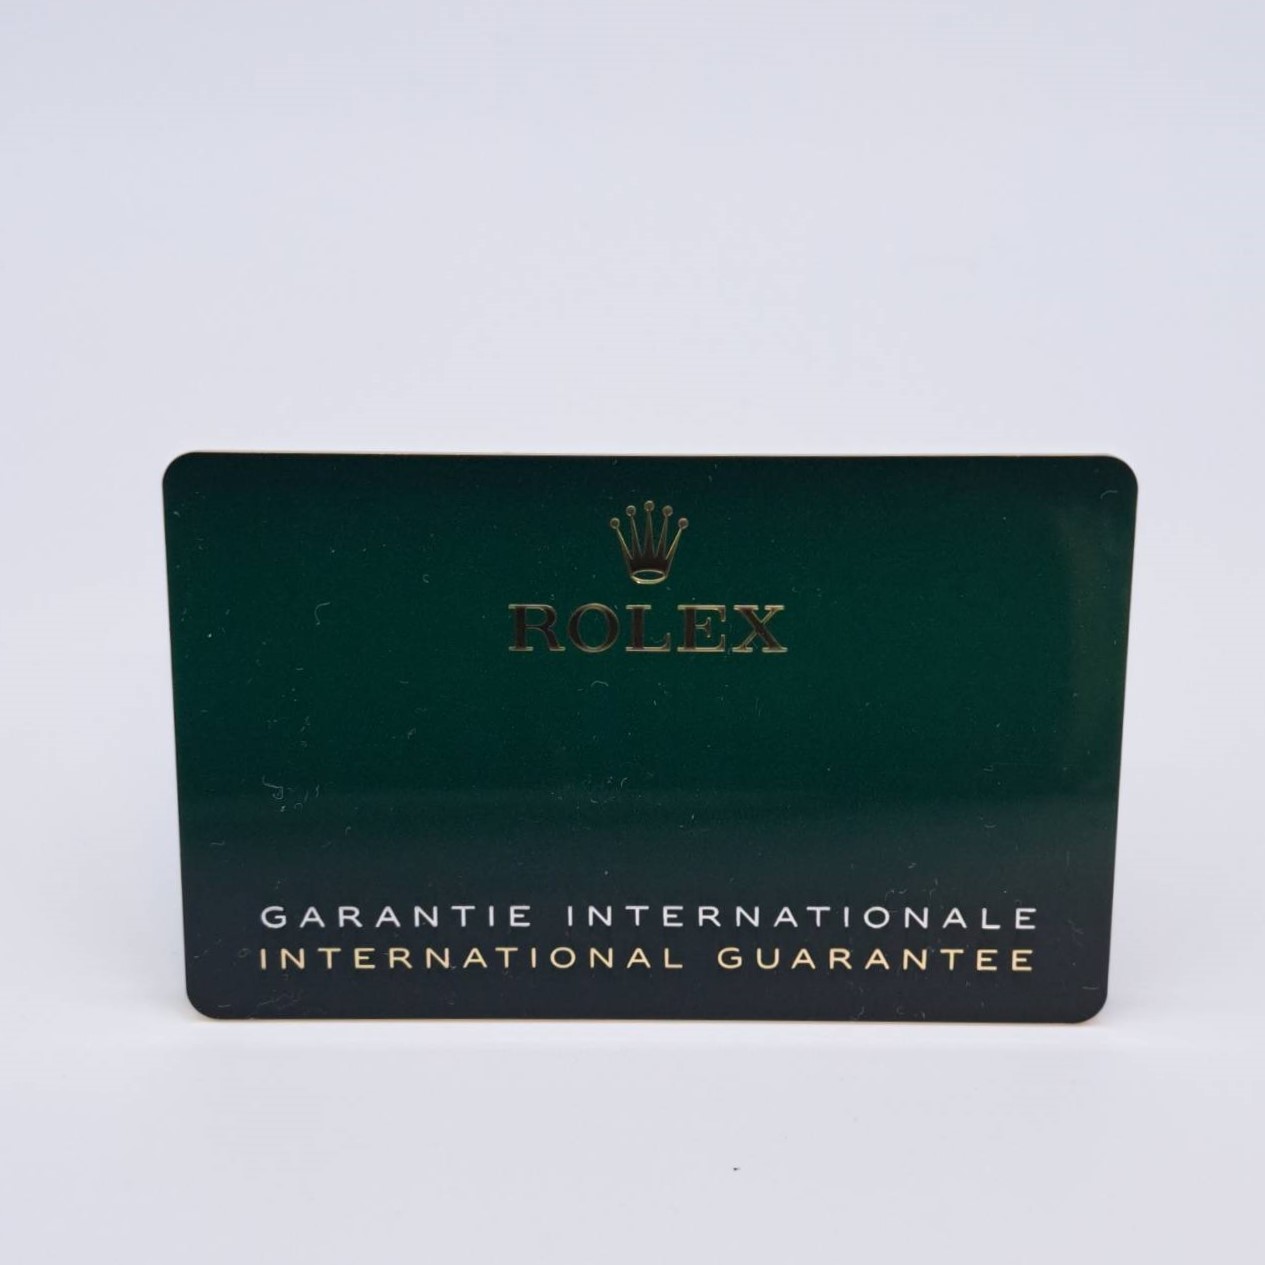 ROLEX
GARANTIE INTERNATIONALE
INTERNATIONAL GUARANTEE